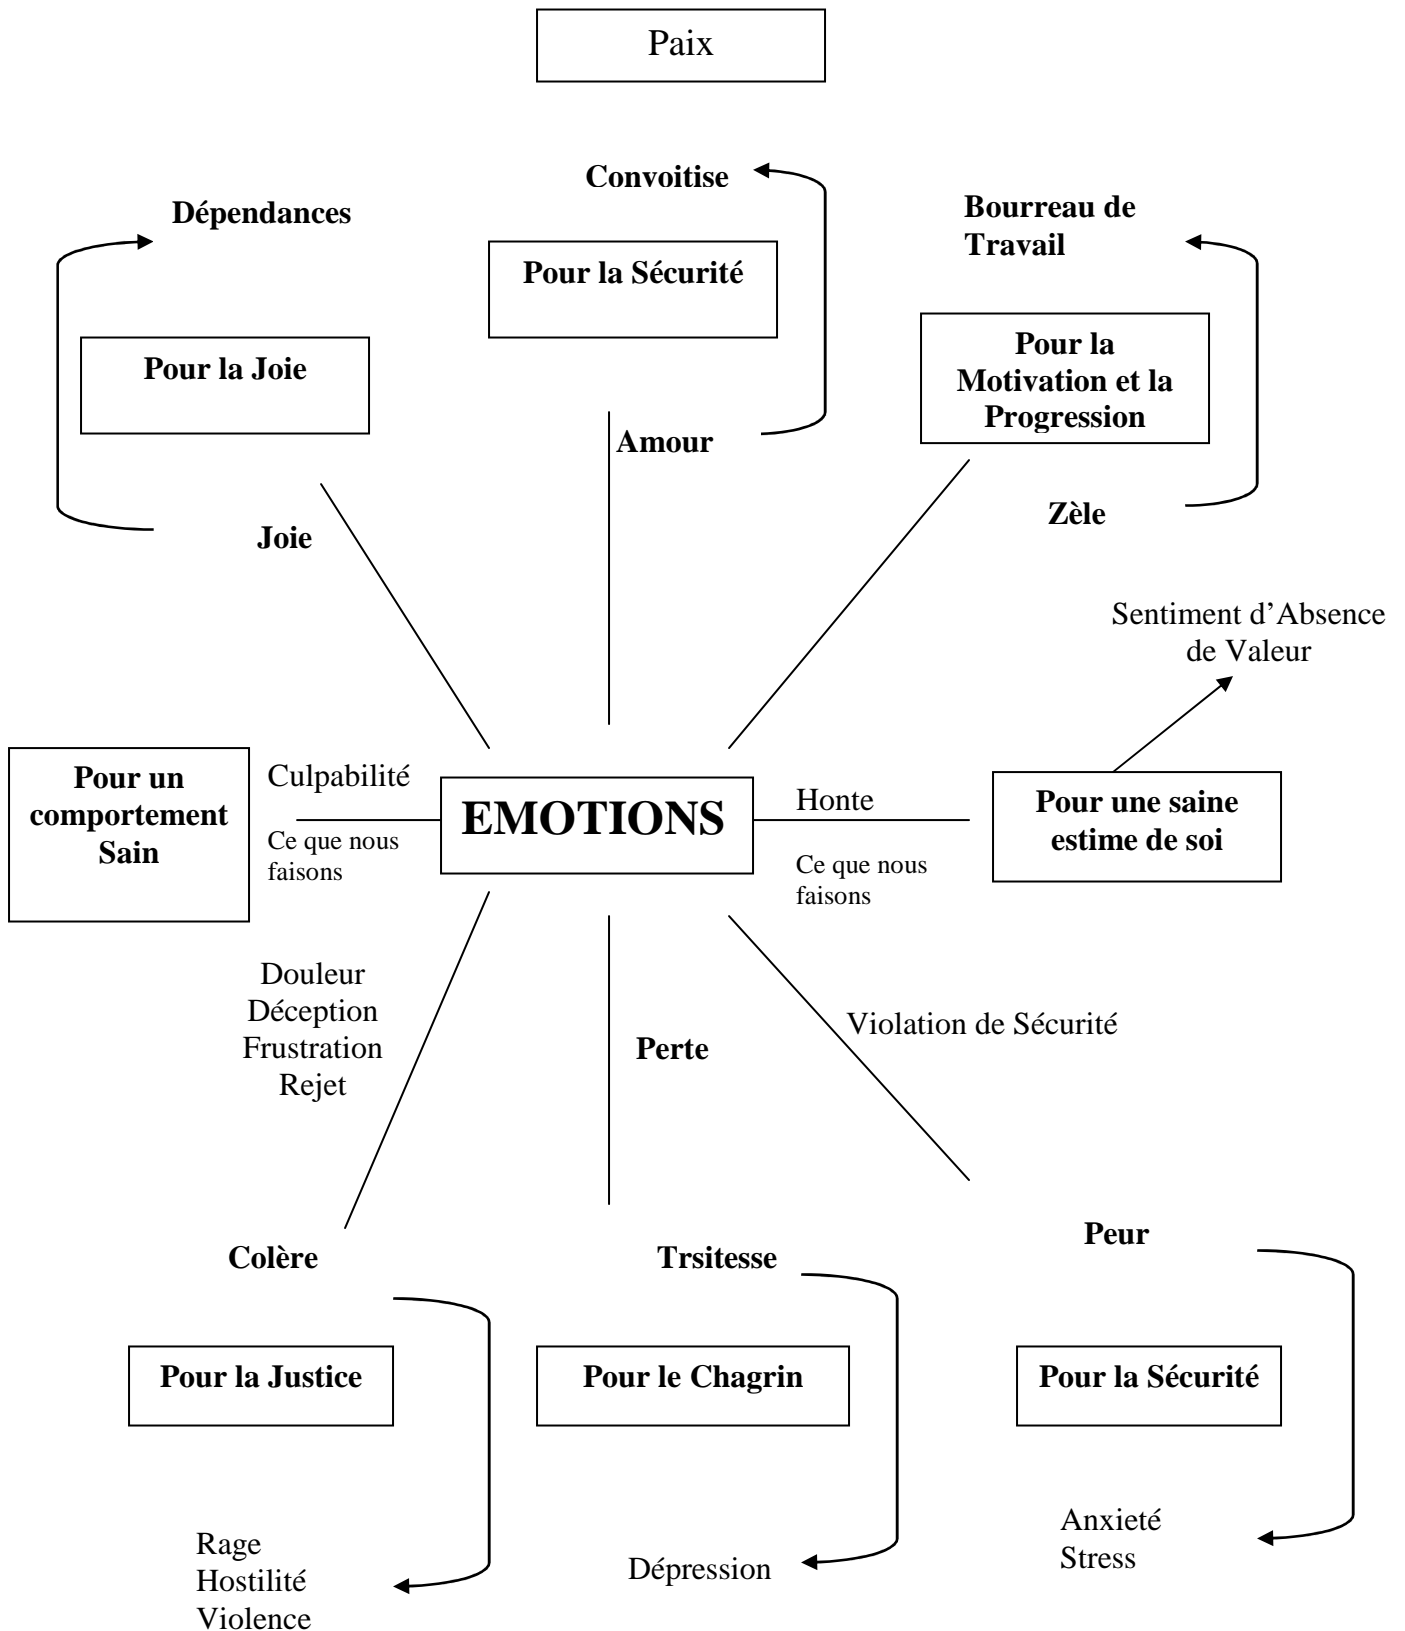 Paix
Convoitise
Dépendances
Bourreau de
Travail
Pour la Sécurité
Pour la
Motivation et la
Progression
Pour la Joie
Amour
Zèle
Joie
Sentiment d’Absence
de Valeur
Pour un
comportement
Sain
Culpabilité
Ce que nous
faisons
EMOTIONS
Honte
Ce que nous
faisons
Pour une saine
estime de soi
Douleur
Déception
Frustration
Rejet
Perte
Violation de Sécurité
Colère
Trsitesse
Peur
Pour la Justice
Pour le Chagrin
Pour la Sécurité
Rage
Hostilité
Violence
Dépression
Anxieté
Stress